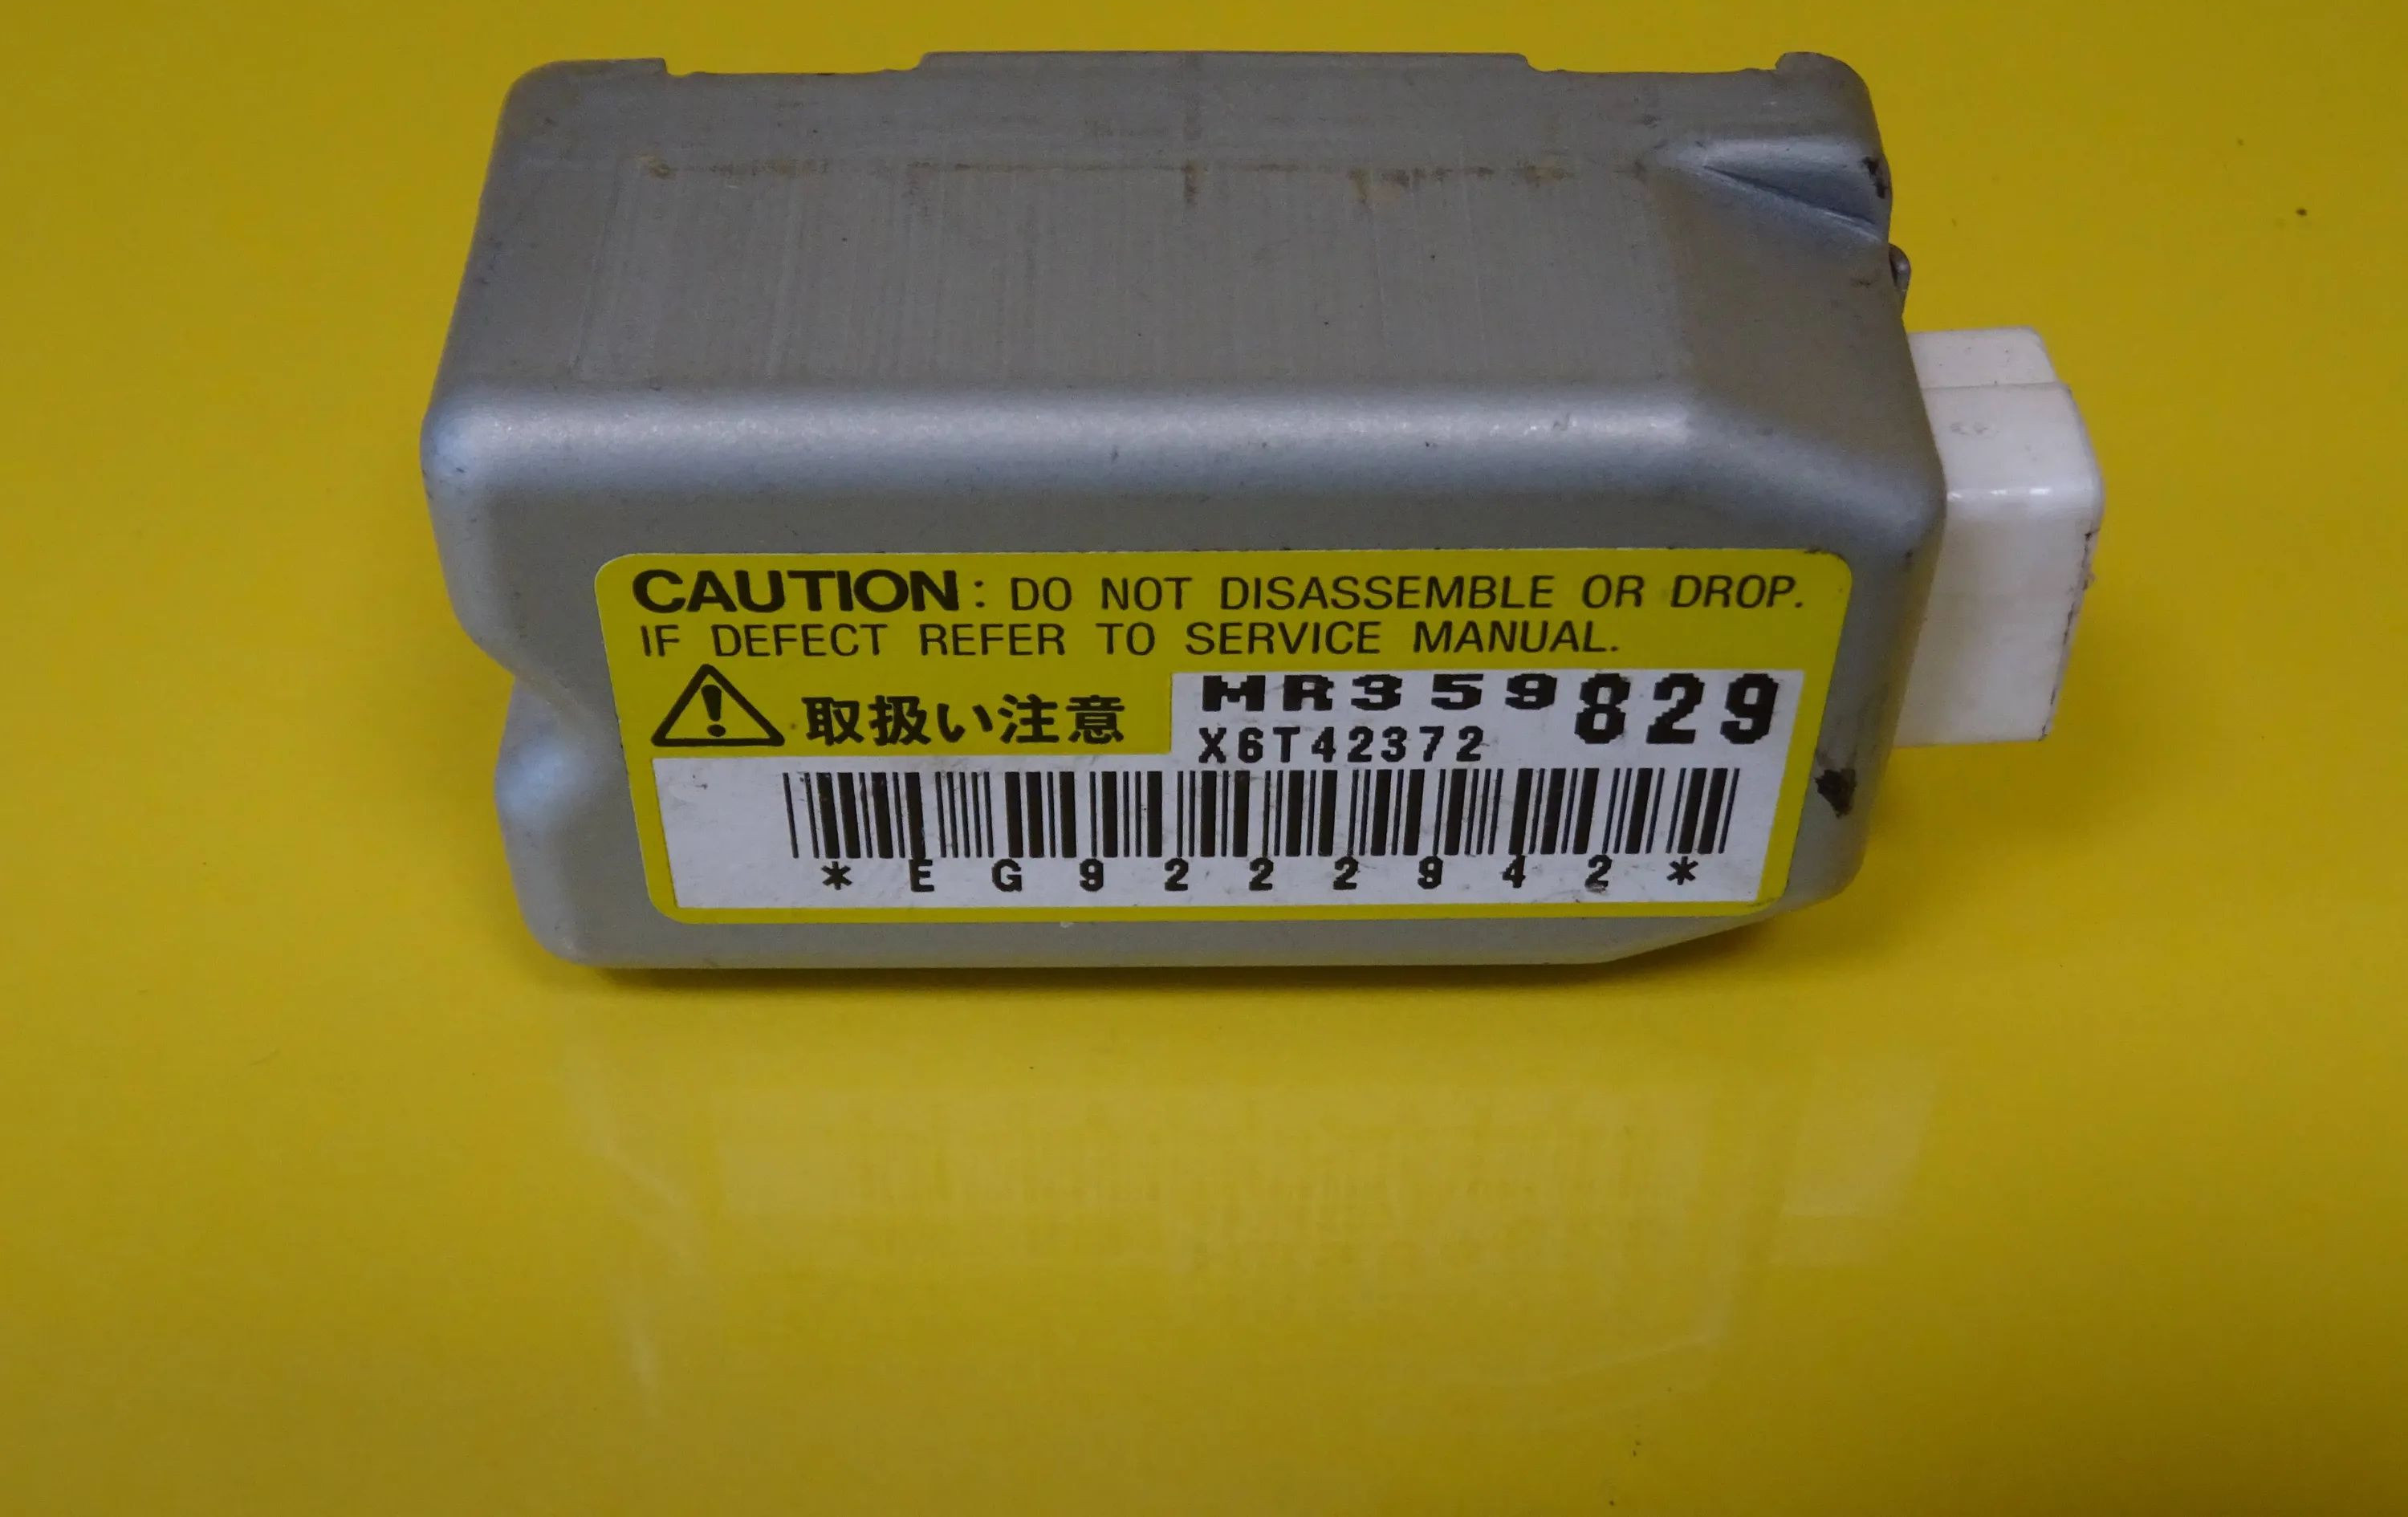 CAUTION: DO NOT DISASSEMBLE OR DROP.
IF DEFECT REFER TO SERVICE MANUAL.
取扱い注意
MR359829
X6T42372
*EG9222942*